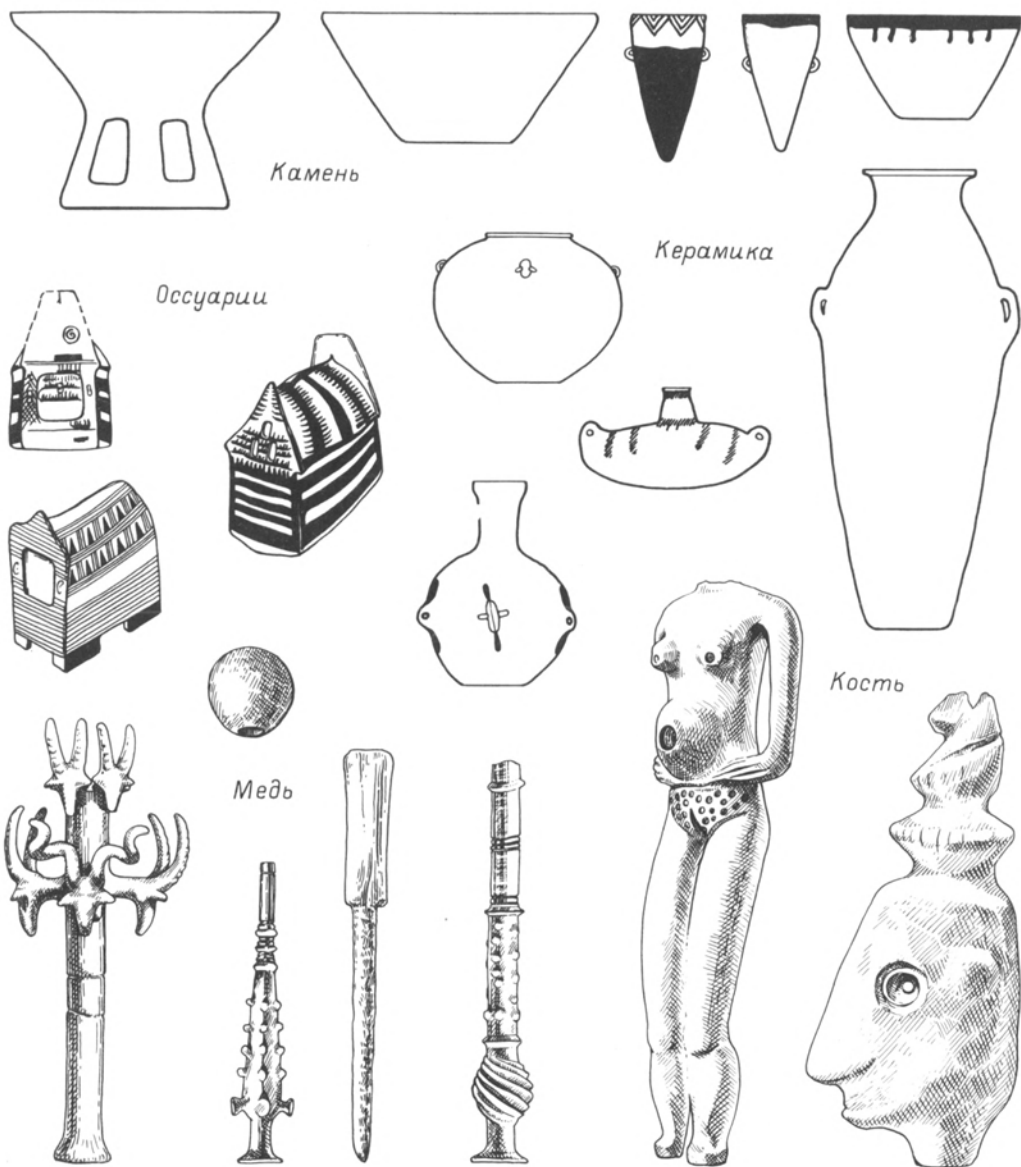 Камень
Керамика
Оссуарии
Кость
Медь